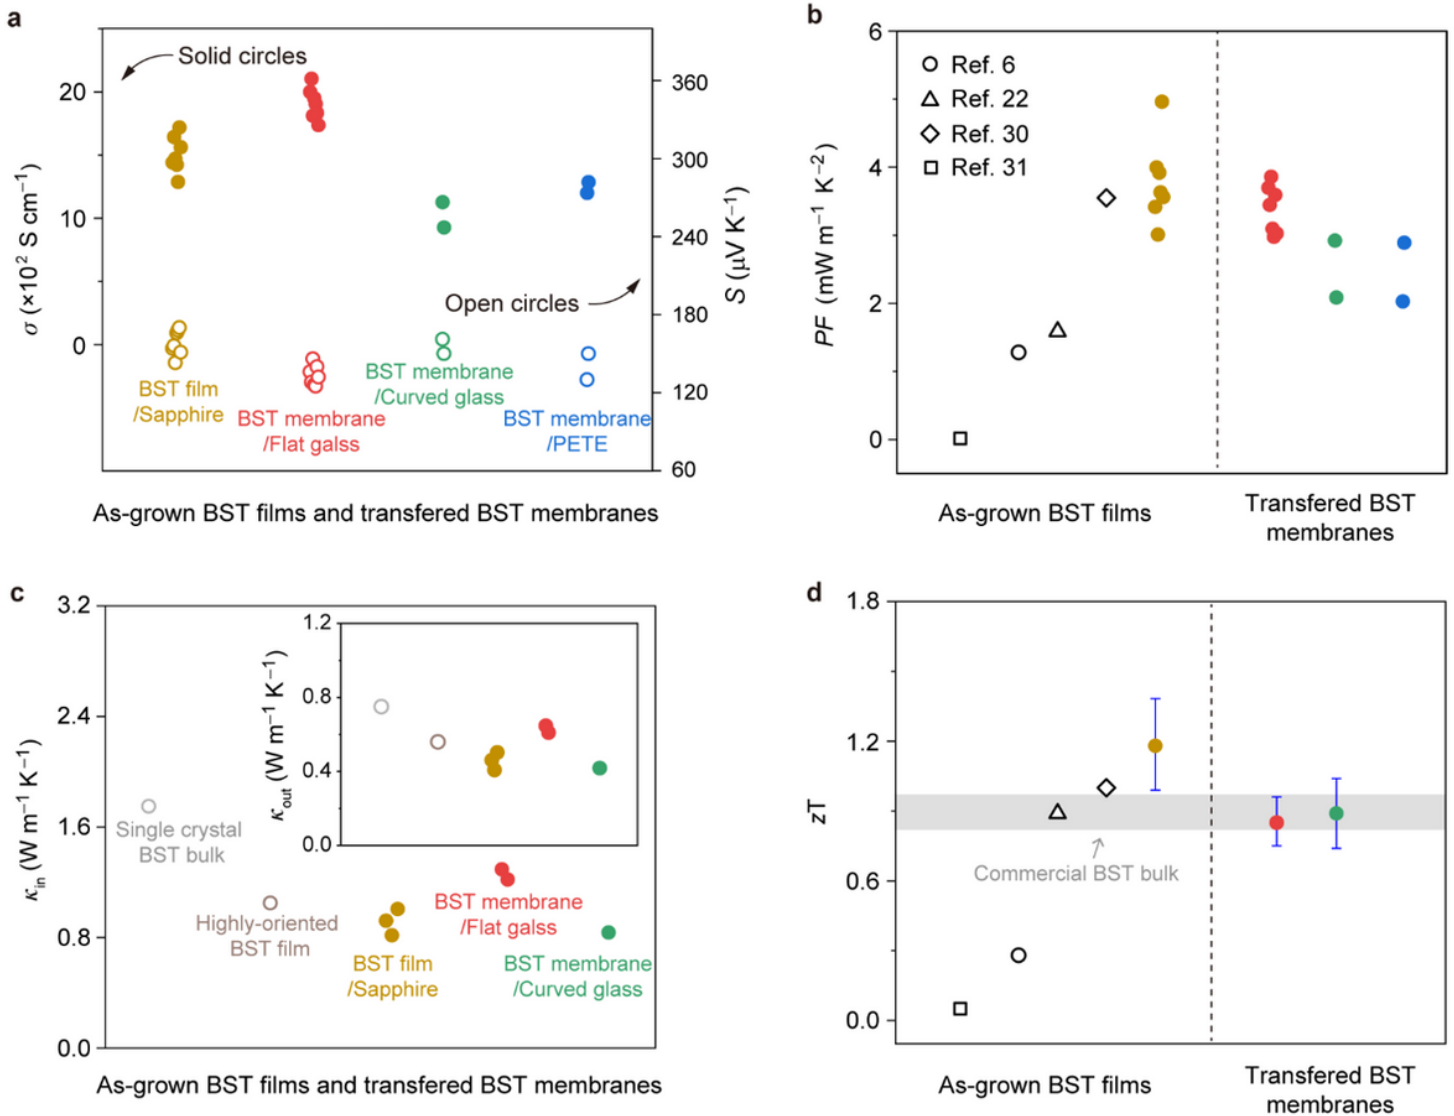 a
Solid circles
20
10
0
σ (×10² S cm⁻¹)
360
300
240
180
120
60
S (μV K⁻¹)
Open circles
BST film
/Sapphire
BST membrane
/Flat galss
BST membrane
/Curved glass
BST membrane
/PETE
As-grown BST films and transfered BST membranes
b
6
4
2
0
PF (mW m⁻¹ K⁻²)
Ref. 6
Ref. 22
Ref. 30
Ref. 31
As-grown BST films
Transfered BST
membranes
c
3.2
2.4
1.6
0.8
0.0
κin (W m⁻¹ K⁻¹)
1.2
0.8
0.4
0.0
κout (W m⁻¹ K⁻¹)
Single crystal
BST bulk
Highly-oriented
BST film
BST film
/Sapphire
BST membrane
/Flat galss
BST membrane
/Curved glass
As-grown BST films and transfered BST membranes
d
1.8
1.2
0.6
0.0
zT
Commercial BST bulk
As-grown BST films
Transfered BST
membranes